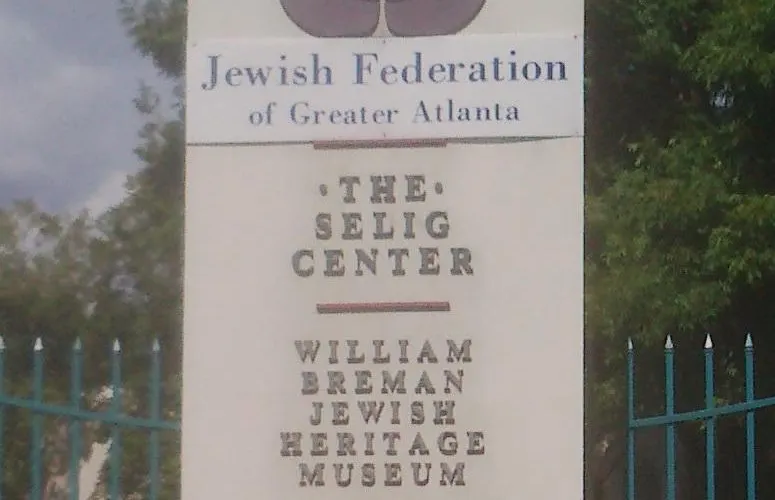 Jewish Federation
of Greater Atlanta
·THE·
SELIG
CENTER
WILLIAM
BREMAN
JEWISH
HERITAGE
MUSEUM